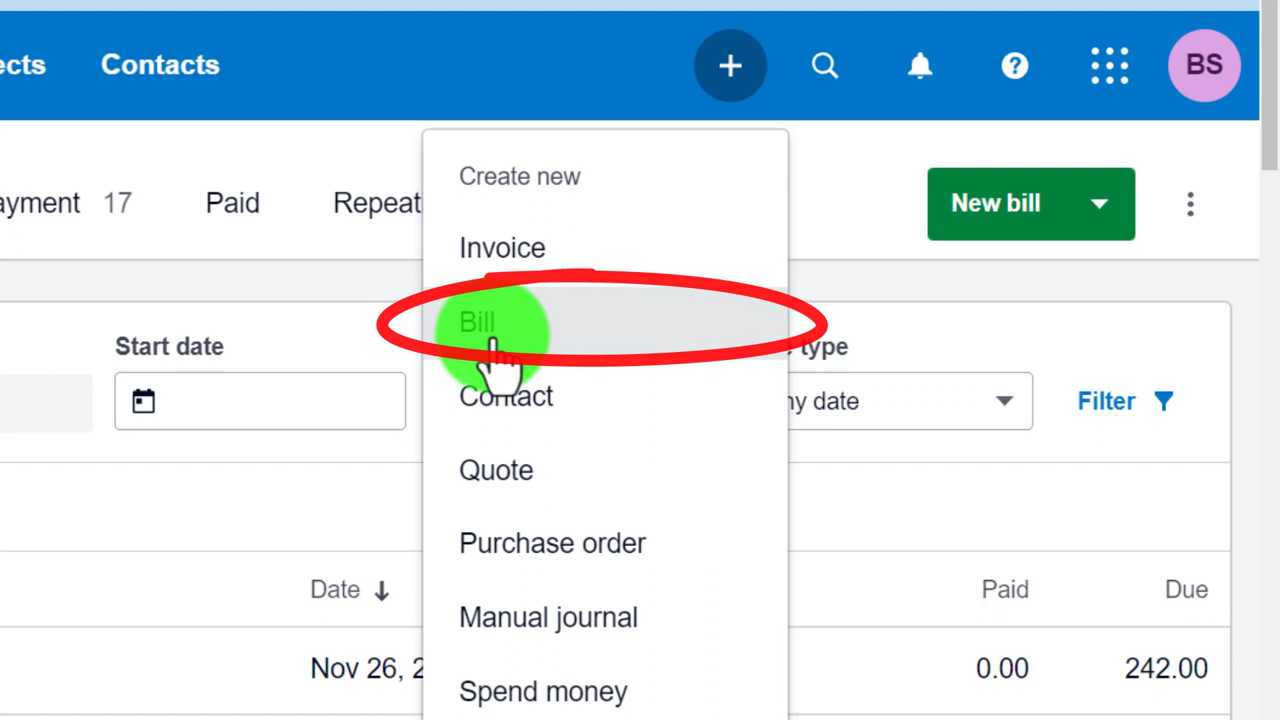 ects Contacts BS
Create new
ayment 17 Paid Repeat New bill
Invoice
Bill
Start date type
Contact
ny date Filter
Quote
Purchase order
Date Paid Due
Manual journal
Nov 26, 2 0.00 242.00
Spend money